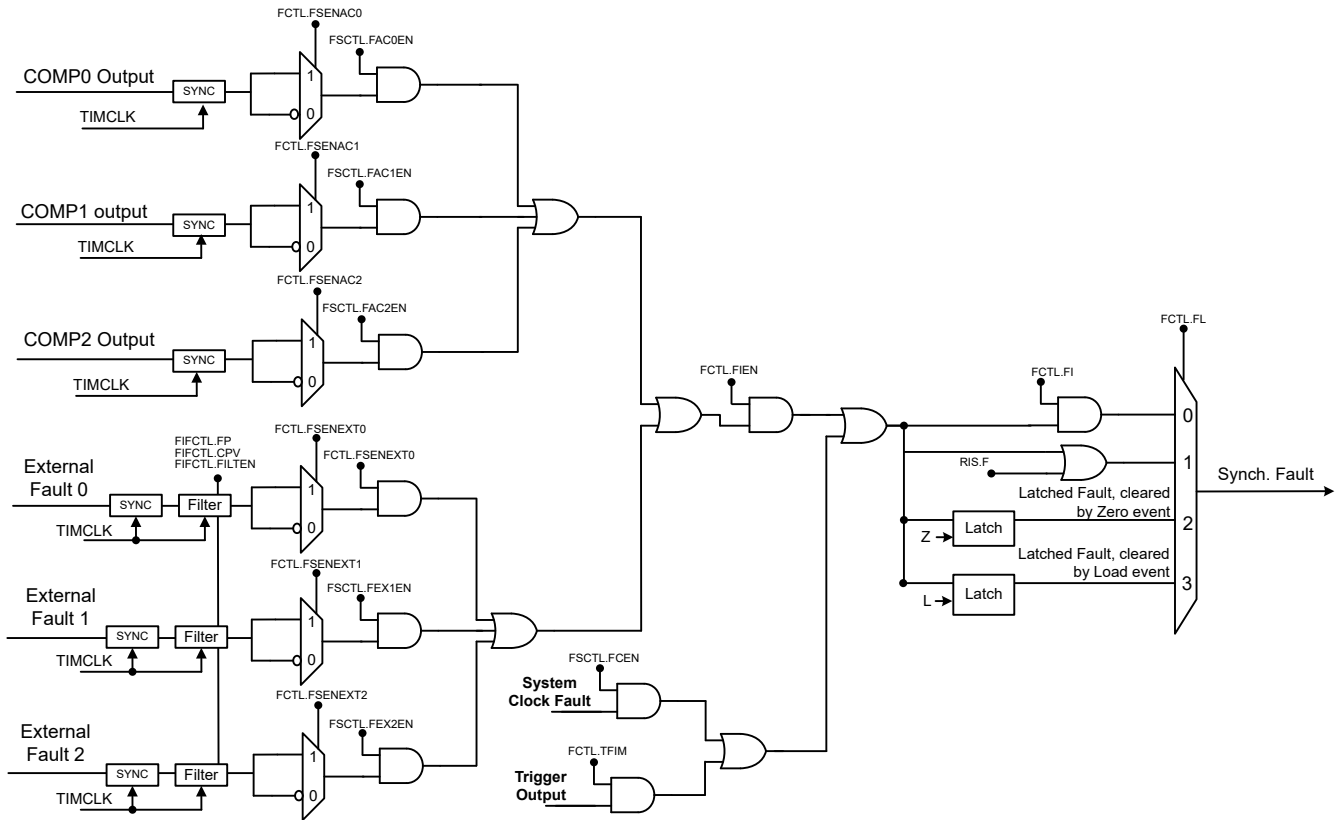 FCTL.FSENAC0
FSCTL.FAC0EN
COMP0 Output
SYNC
TIMCLK
1
0
FCTL.FSENAC1
FSCTL.FAC1EN
COMP1 output
SYNC
TIMCLK
1
0
FCTL.FSENAC2
FSCTL.FAC2EN
COMP2 Output
SYNC
TIMCLK
1
0
FCTL.FIEN
FCTL.FL
FCTL.FI
0
RIS.F
1
Synch. Fault
Latched Fault, cleared
by Zero event
Z
Latch
2
Latched Fault, cleared
by Load event
L
Latch
3
FIFCTL.FP
FIFCTL.CPV
FIFCTL.FILTEN
FCTL.FSENEXT0
FSCTL.FSENEXT0
External
Fault 0
SYNC
Filter
TIMCLK
1
0
FCTL.FSENEXT1
FSCTL.FEX1EN
External
Fault 1
SYNC
Filter
TIMCLK
1
0
FCTL.FSENEXT2
FSCTL.FEX2EN
External
Fault 2
SYNC
Filter
TIMCLK
1
0
FSCTL.FCEN
System
Clock Fault
FCTL.TFIM
Trigger
Output